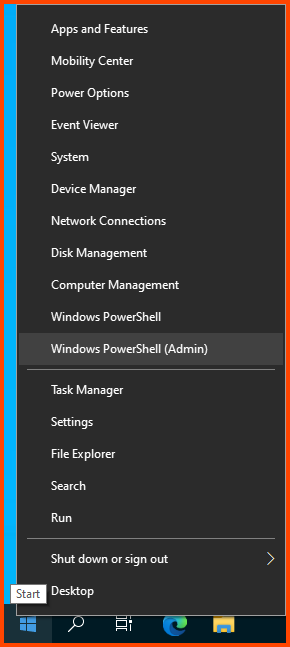 Apps and Features
Mobility Center
Power Options
Event Viewer
System
Device Manager
Network Connections
Disk Management
Computer Management
Windows PowerShell
Windows PowerShell (Admin)
Task Manager
Settings
File Explorer
Search
Run
Shut down or sign out
Desktop
Start